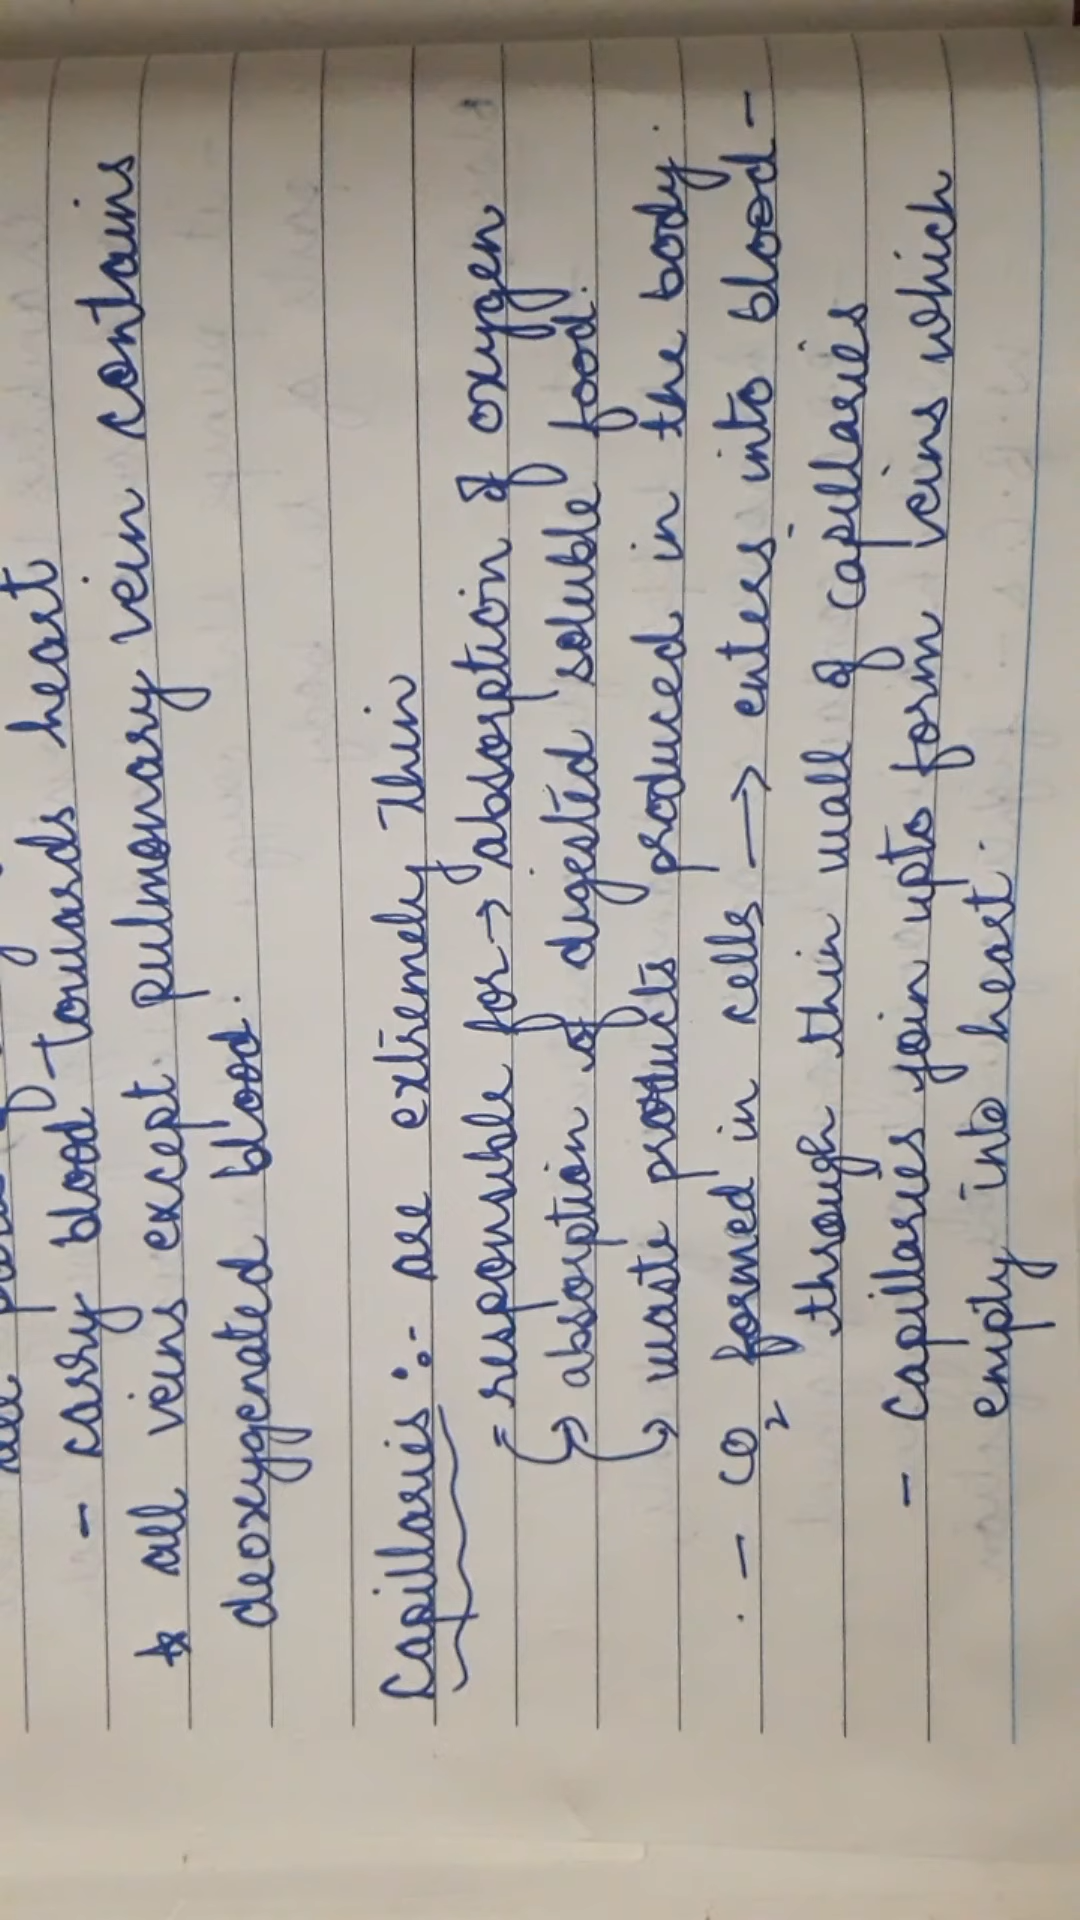 - carry blood towards heart
* all veins except pulmonary vein contains
deoxygenated blood.
Capillaries :- are extremely Thin
= responsible for → absorption of oxygen
↪ absorption of digested soluble food.
↪ waste products produced in the body.
- CO2 formed in cells → enters into blood -
through thin wall of capillaries
- Capillaries join upto form veins which
empty into heart.